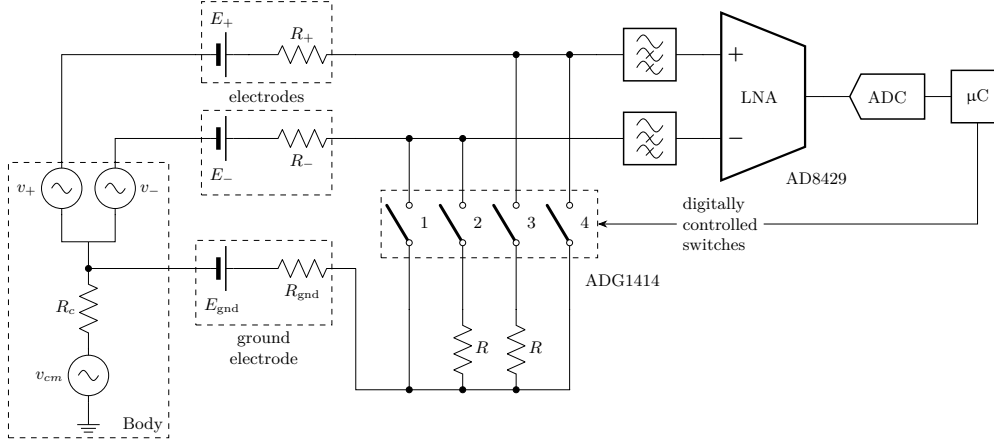 E+
R+
electrodes
E−
R−
v+
v−
Rc
vcm
Body
Egnd
Rgnd
ground
electrode
1
2
3
4
R
R
ADG1414
digitally
controlled
switches
+
−
LNA
AD8429
ADC
µC